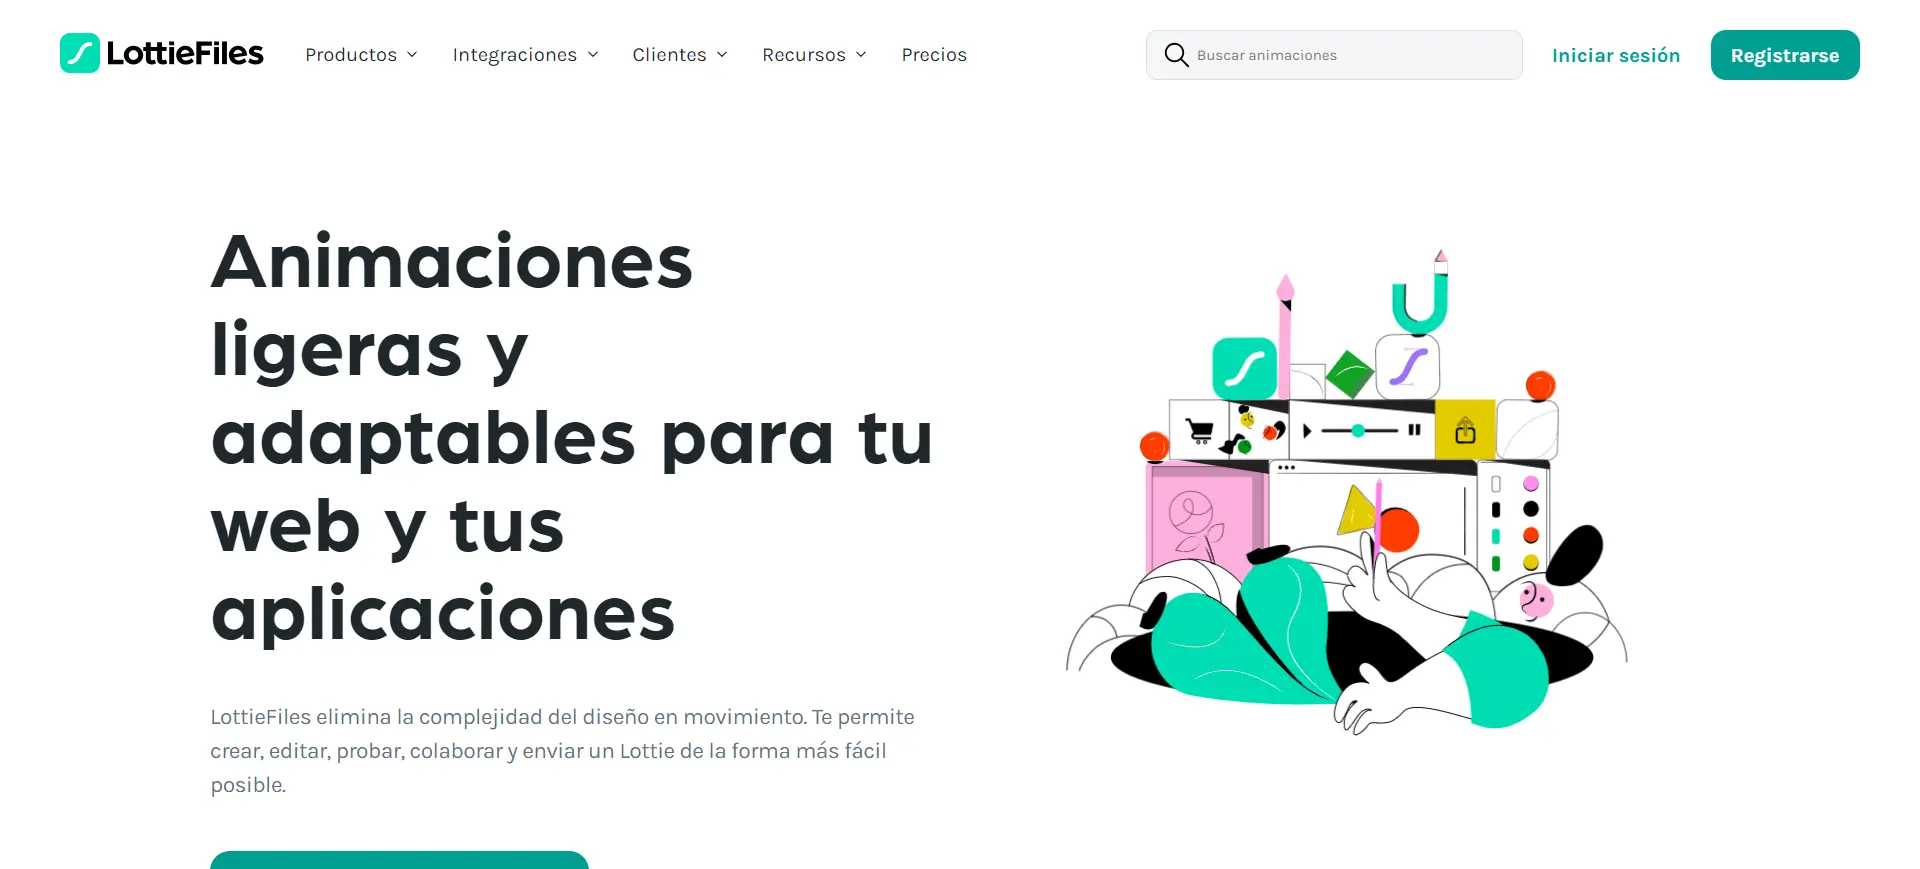 LottieFiles
Productos
Integraciones
Clientes
Recursos
Precios
Buscar animaciones
Iniciar sesión
Registrarse
Animaciones
ligeras y
adaptables para tu
web y tus
aplicaciones
LottieFiles elimina la complejidad del diseño en movimiento. Te permite
crear, editar, probar, colaborar y enviar un Lottie de la forma más fácil
posible.